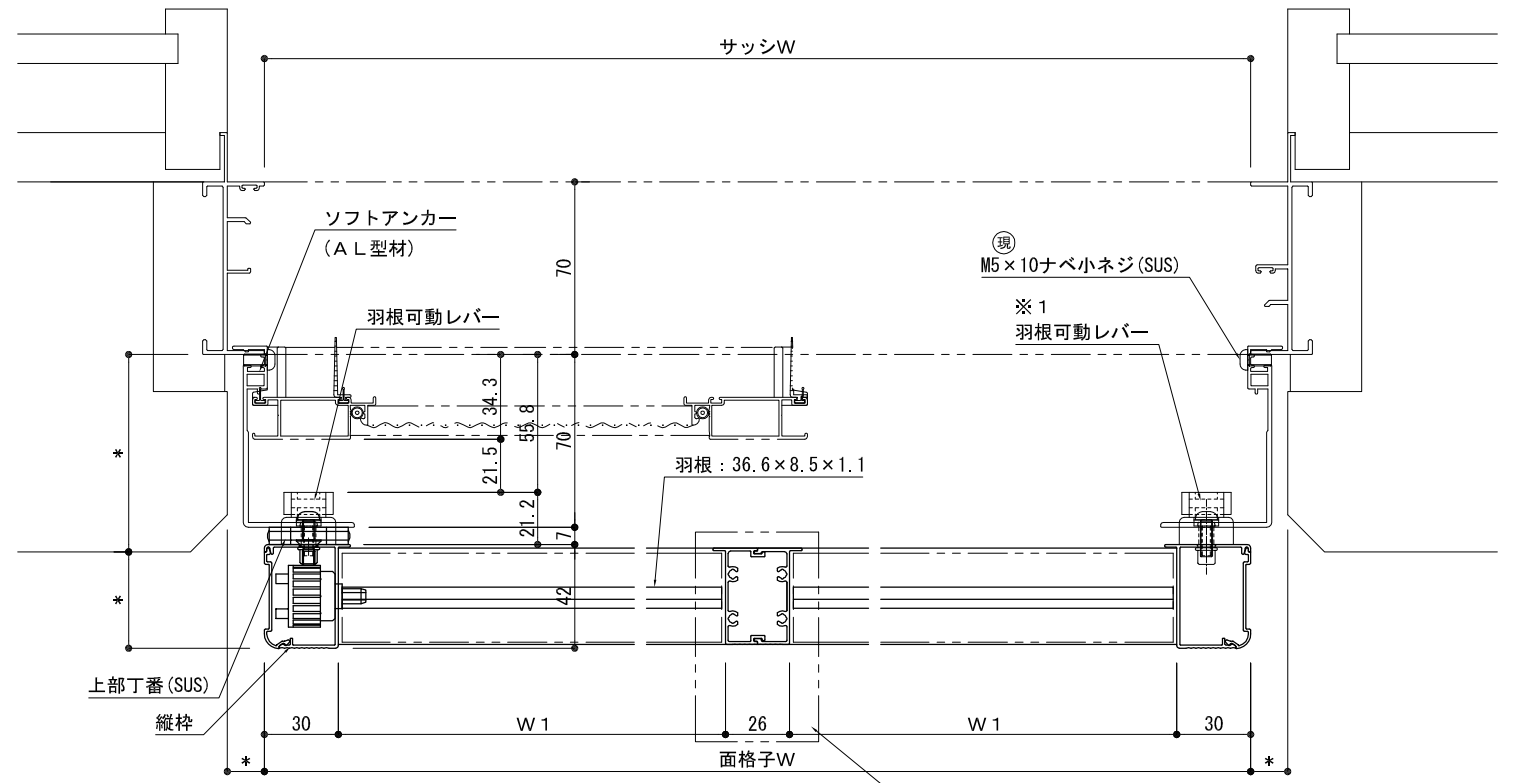 サッシW
ソフトアンカー
(AL型材)
現
M5×10ナベ小ネジ(SUS)
70
羽根可動レバー
※1
羽根可動レバー
34.3
55.8
70
*
21.5
羽根：36.6×8.5×1.1
21.2
7
*
42
上部丁番(SUS)
縦枠
30
W1
26
W1
30
*
面格子W
*